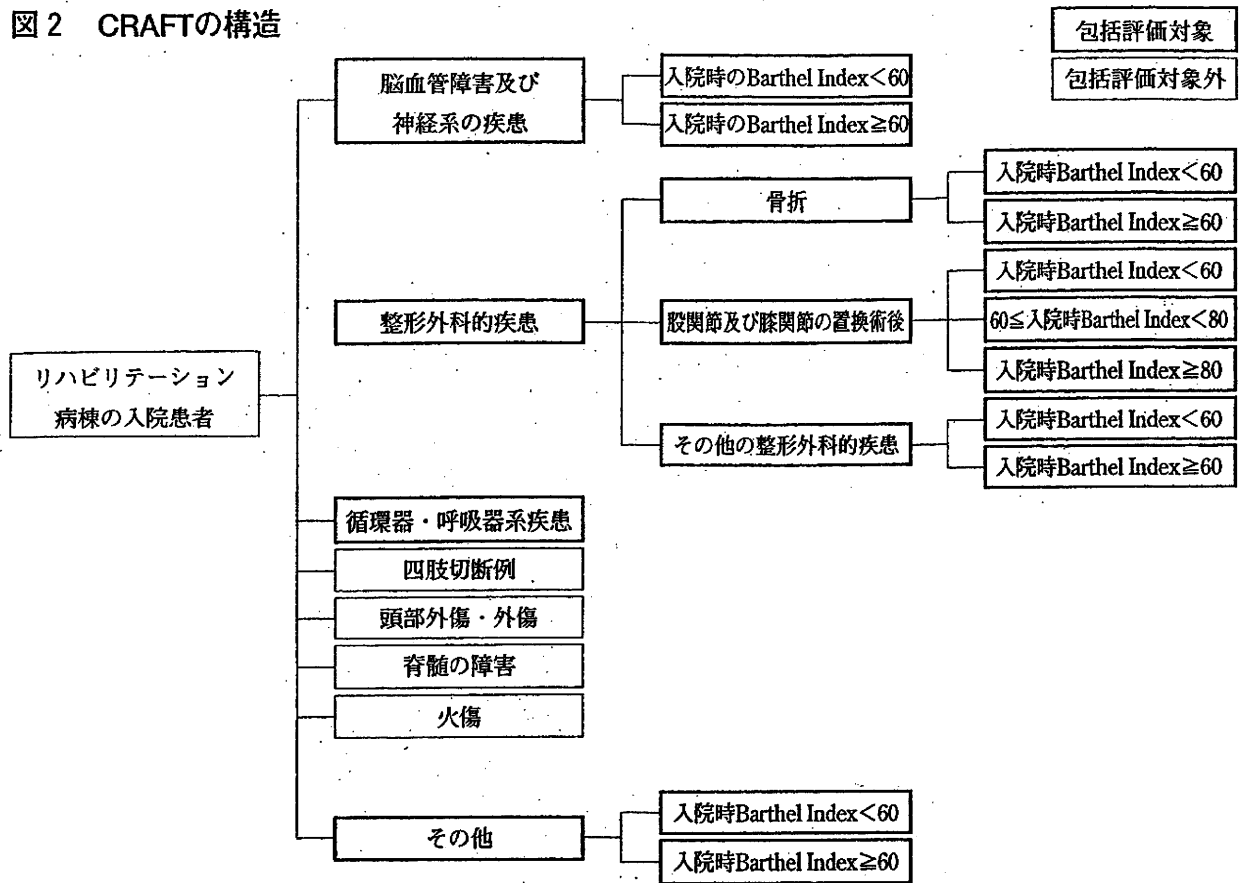 図2 CRAFTの構造
包括評価対象
包括評価対象外
脳血管障害及び
神経系の疾患
入院時のBarthel Index<60
入院時のBarthel Index≧60
整形外科的疾患
骨折
入院時Barthel Index<60
入院時Barthel Index≧60
股関節及び膝関節の置換術後
入院時Barthel Index<60
60≦入院時Barthel Index<80
入院時Barthel Index≧80
その他の整形外科的疾患
入院時Barthel Index<60
入院時Barthel Index≧60
リハビリテーション
病棟の入院患者
循環器・呼吸器系疾患
四肢切断例
頭部外傷・外傷
脊髄の障害
火傷
その他
入院時Barthel Index<60
入院時Barthel Index≧60